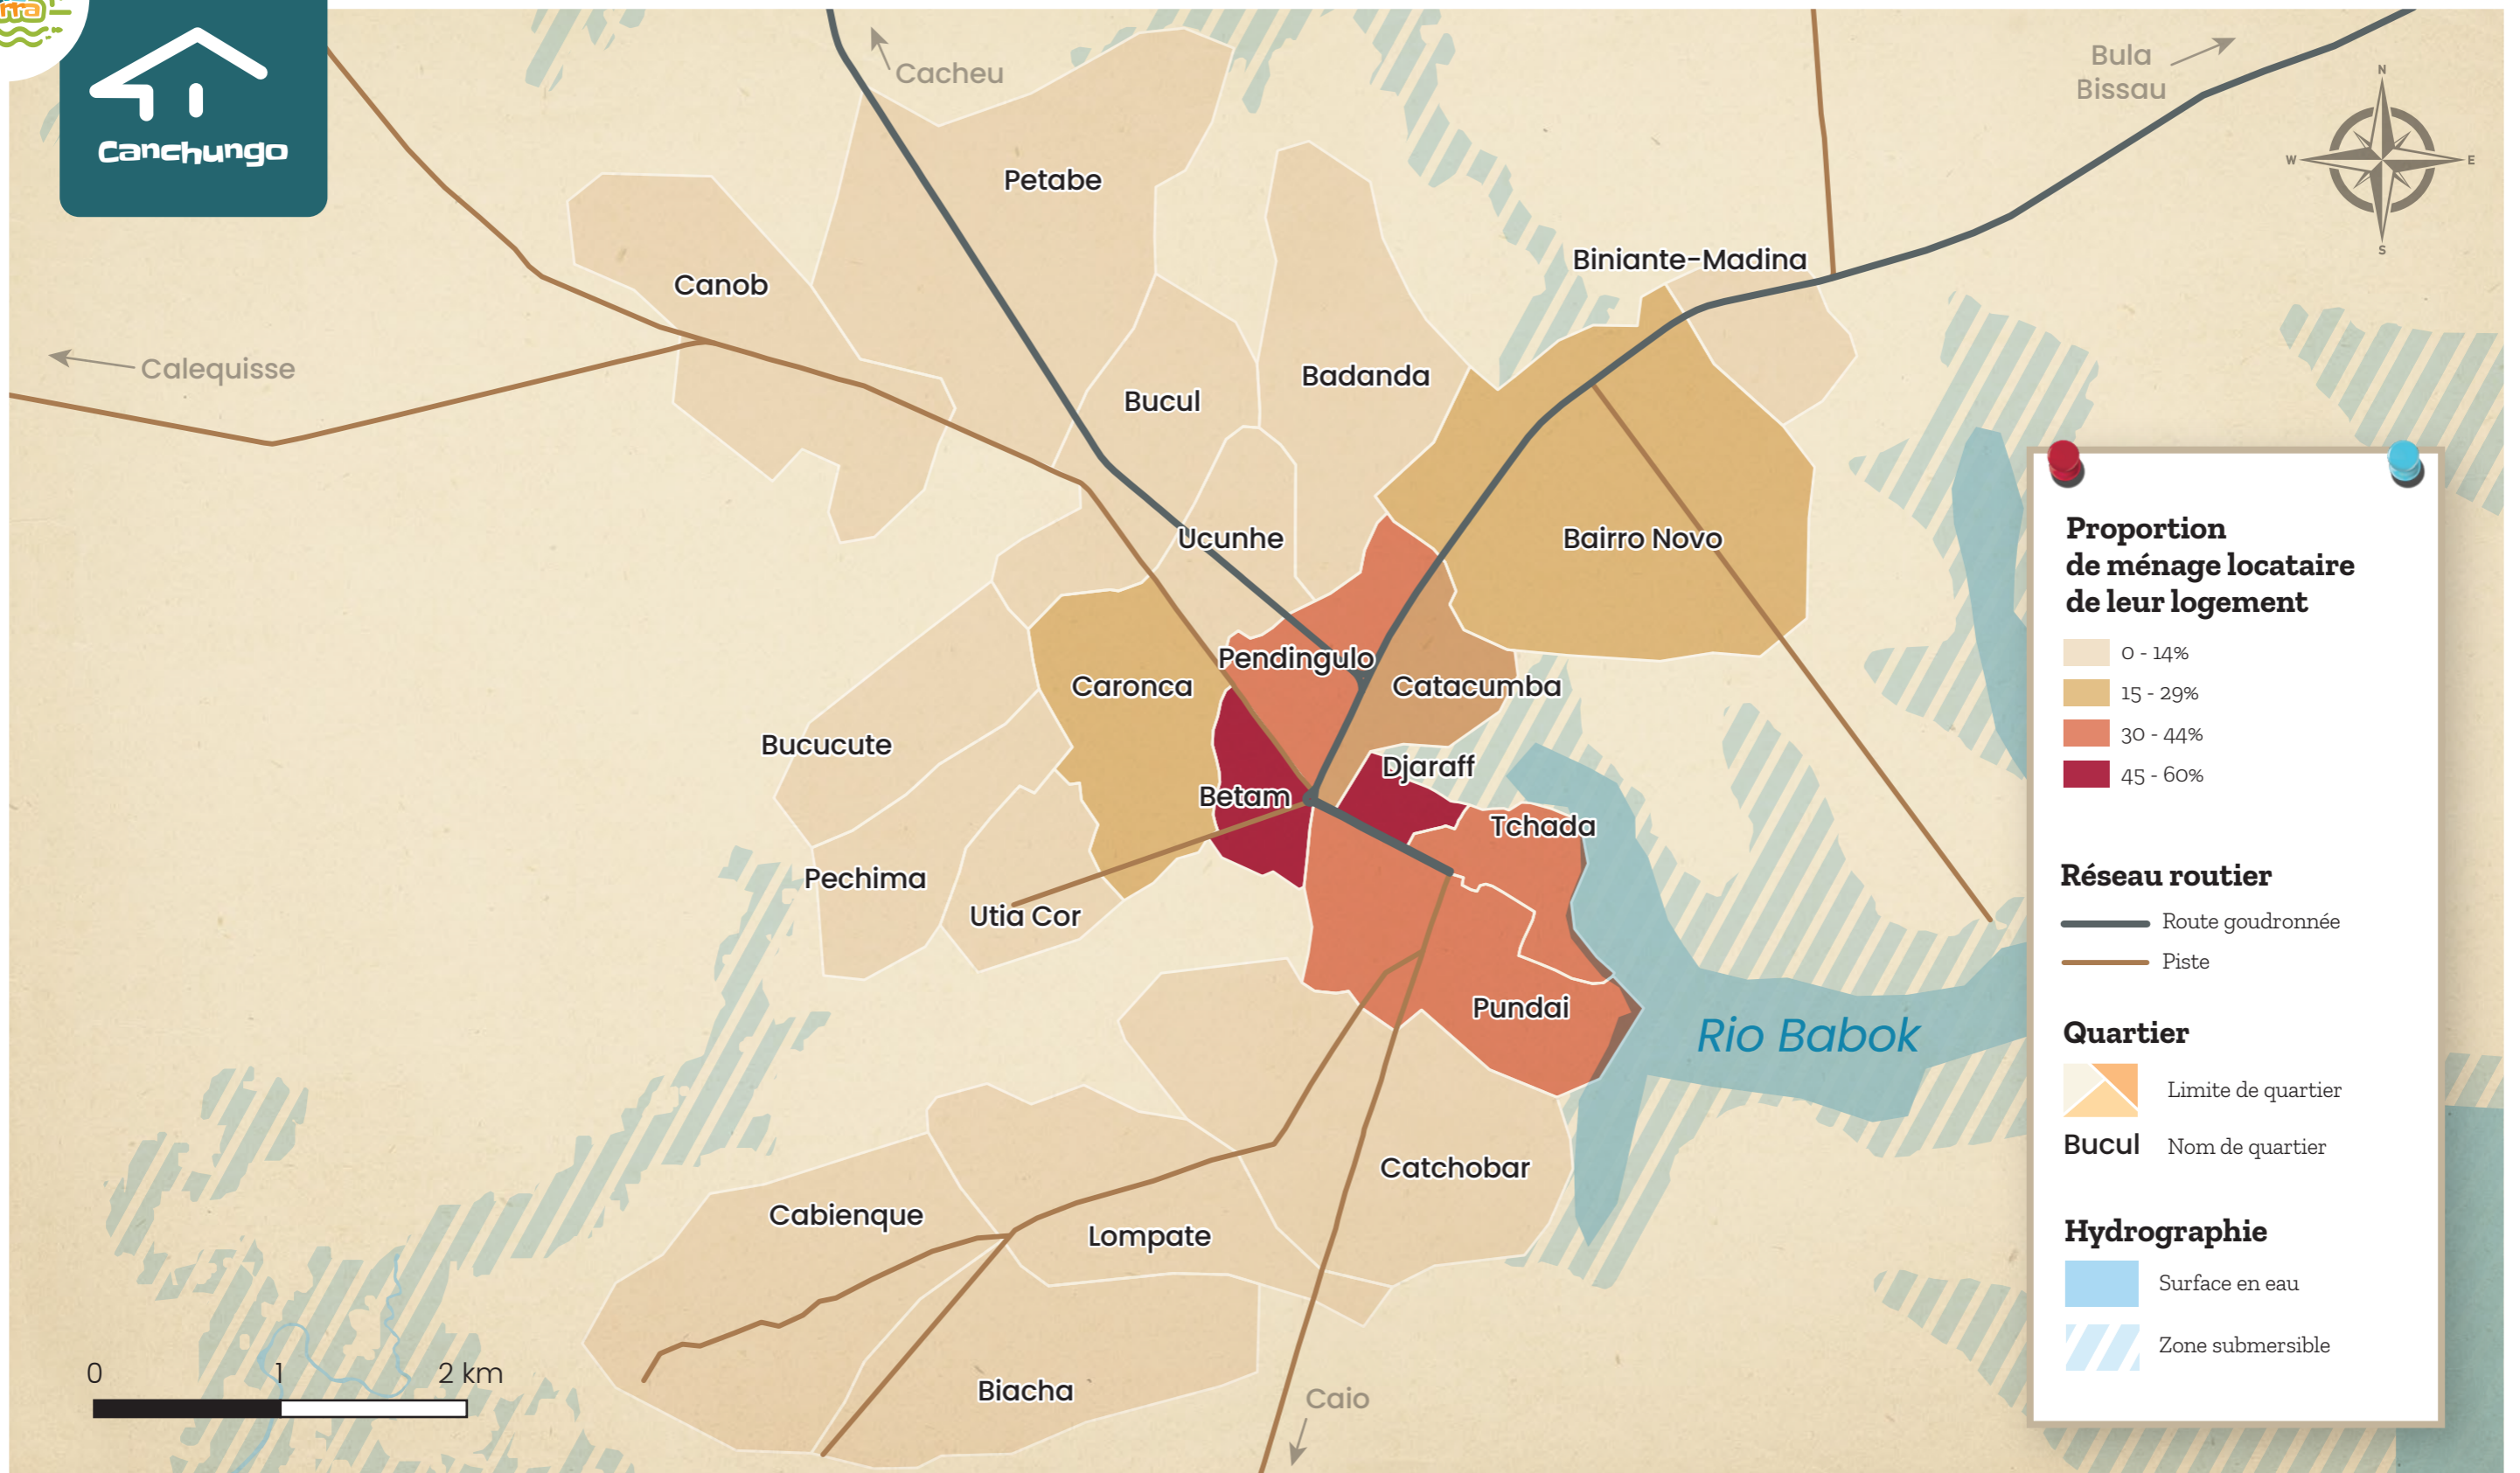 rra
Canchungo
Cacheu
Bula
Bissau
N
W
E
S
Petabe
Biniante-Madina
Canob
Calequisse
Badanda
Bucul
Ucunhe
Bairro Novo
Pendingulo
Caronca
Catacumba
Bucucute
Djaraff
Betam
Tchada
Pechima
Utia Cor
Pundai
Rio Babok
Catchobar
Cabienque
Lompate
Biacha
Caio
0
1
2 km
Proportion
de ménage locataire
de leur logement
0 - 14%
15 - 29%
30 - 44%
45 - 60%
Réseau routier
Route goudronnée
Piste
Quartier
Limite de quartier
Bucul Nom de quartier
Hydrographie
Surface en eau
Zone submersible